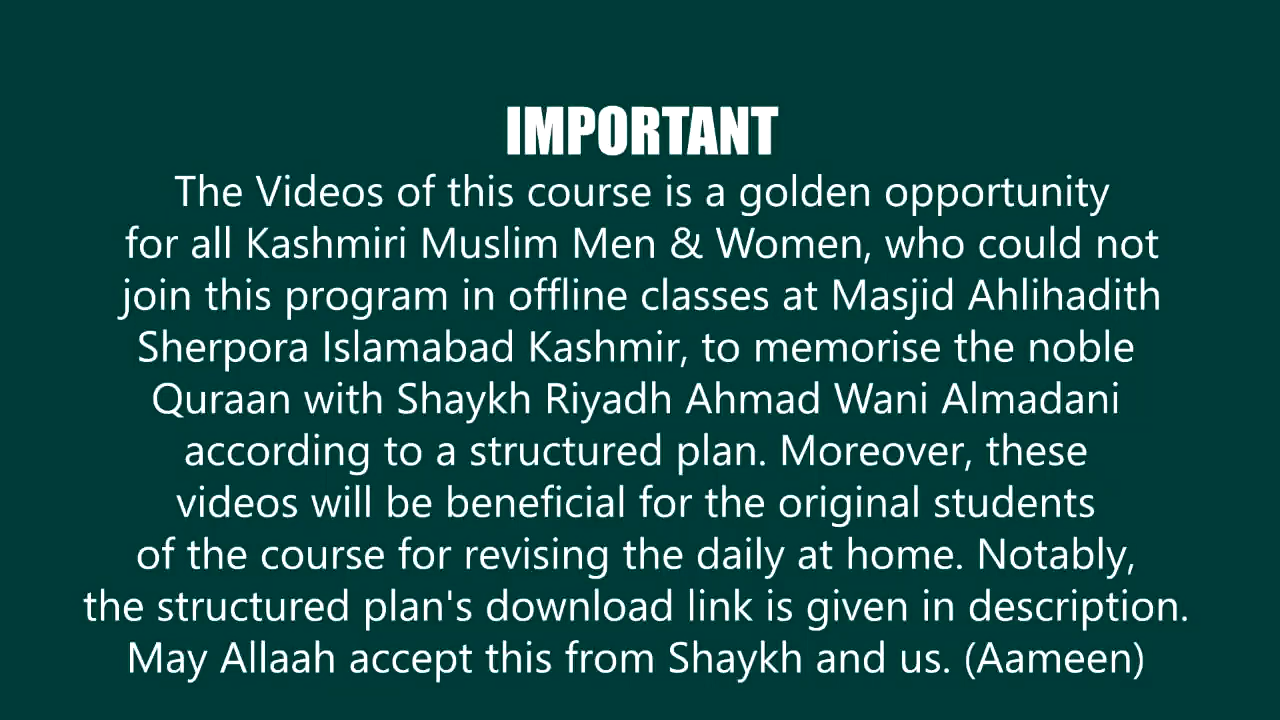 IMPORTANT
The Videos of this course is a golden opportunity
for all Kashmiri Muslim Men & Women, who could not
join this program in offline classes at Masjid Ahlihadith
Sherpora Islamabad Kashmir, to memorise the noble
Quraan with Shaykh Riyadh Ahmad Wani Almadani
according to a structured plan. Moreover, these
videos will be beneficial for the original students
of the course for revising the daily at home. Notably,
the structured plan's download link is given in description.
May Allaah accept this from Shaykh and us. (Aameen)